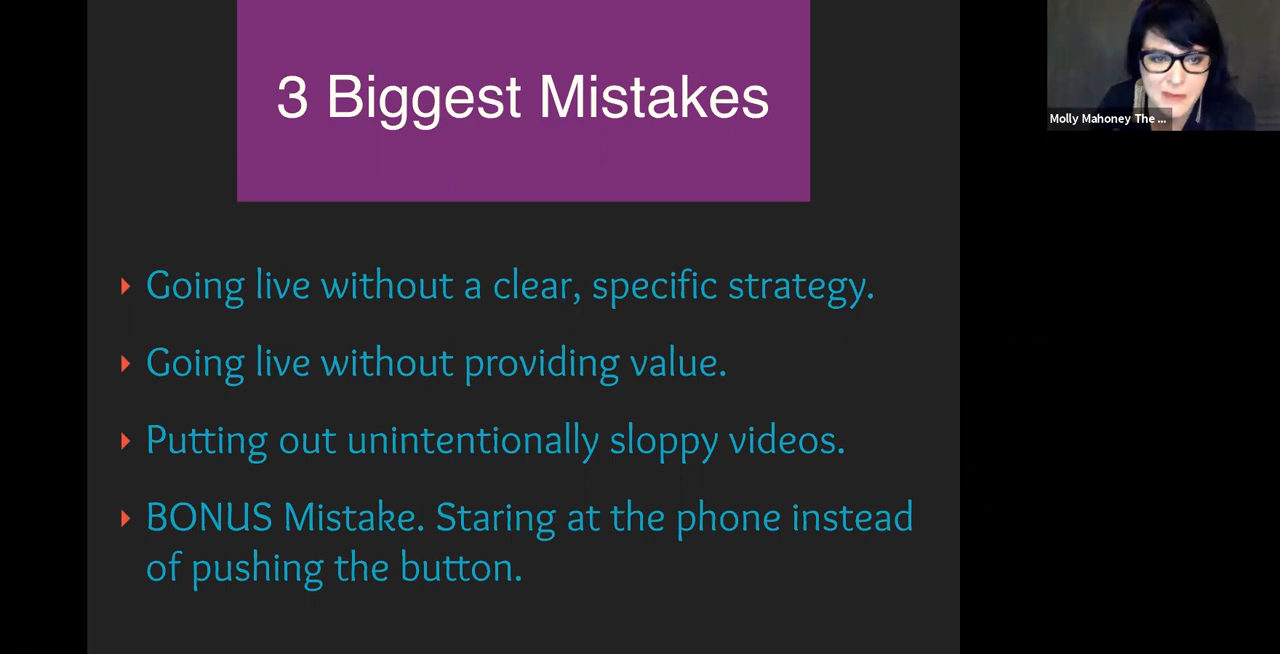 3 Biggest Mistakes
Molly Mahoney The ...
Going live without a clear, specific strategy.
Going live without providing value.
Putting out unintentionally sloppy videos.
BONUS Mistake. Staring at the phone instead
of pushing the button.